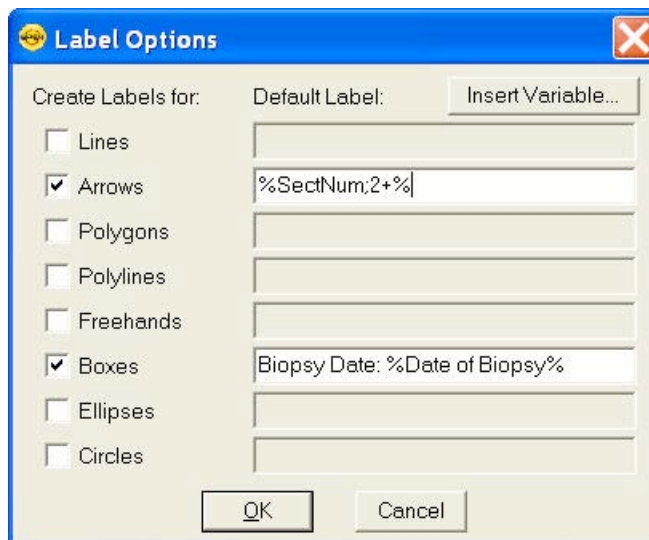 Label Options
Create Labels for: Default Label: Insert Variable...
Lines
Arrows %SectNum;2+%
Polygons
Polylines
Freehands
Boxes Biopsy Date: %Date of Biopsy%
Ellipses
Circles
OK Cancel